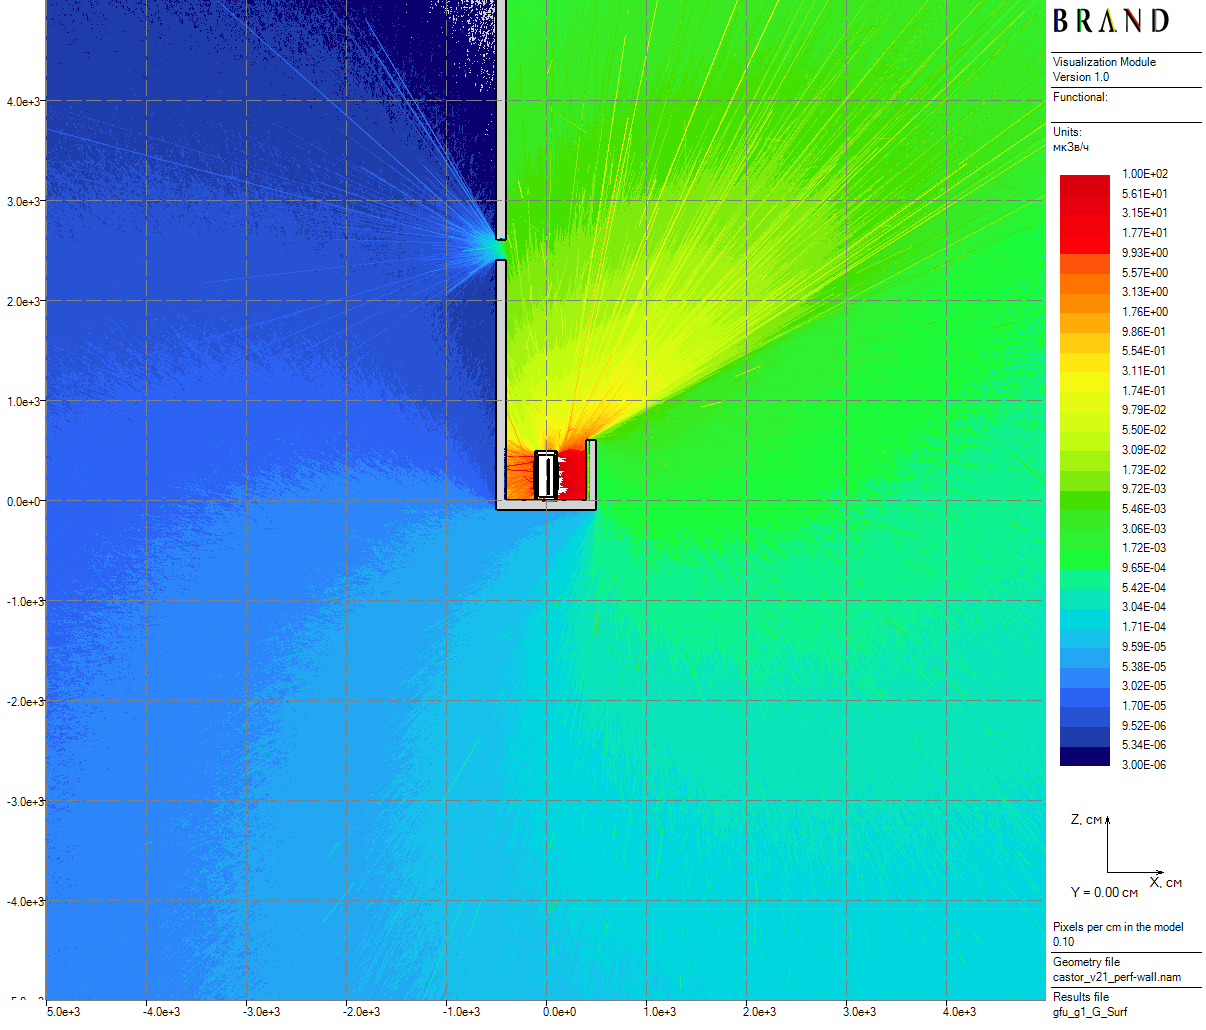 BRAND
Visualization Module
Version 1.0
Functional:
Units:
мкЗв/ч
1.00E+02
5.61E+01
3.15E+01
1.77E+01
9.93E+00
5.57E+00
3.13E+00
1.76E+00
9.86E-01
5.54E-01
3.11E-01
1.74E-01
9.79E-02
5.50E-02
3.09E-02
1.73E-02
9.72E-03
5.46E-03
3.06E-03
1.72E-03
9.65E-04
5.42E-04
3.04E-04
1.71E-04
9.59E-05
5.38E-05
3.02E-05
1.70E-05
9.52E-06
5.34E-06
3.00E-06
Z, см
X, см
Y = 0.00 см
Pixels per cm in the model
0.10
Geometry file
castor_v21_perf-wall.nam
Results file
gfu_g1_G_Surf
4.0e+3
3.0e+3
2.0e+3
1.0e+3
0.0e+0
-1.0e+3
-2.0e+3
-3.0e+3
-4.0e+3
5.0e+3 -4.0e+3 -3.0e+3 -2.0e+3 -1.0e+3 0.0e+0 1.0e+3 2.0e+3 3.0e+3 4.0e+3